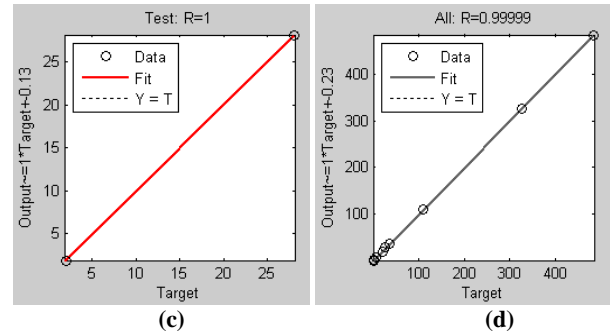 Test: R=1
Output~=1*Target+-0.13
25
20
15
10
5
Data
Fit
Y = T
5
10
15
20
25
Target
(c)
All: R=0.99999
Output~=1*Target+-0.23
400
300
200
100
Data
Fit
Y = T
100
200
300
400
Target
(d)